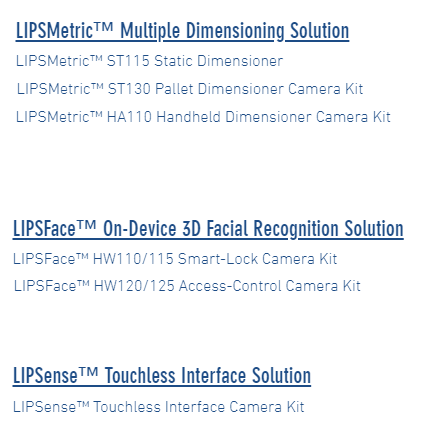 LIPSMetric™ Multiple Dimensioning Solution
LIPSMetric™ ST115 Static Dimensioner
LIPSMetric™ ST130 Pallet Dimensioner Camera Kit
LIPSMetric™ HA110 Handheld Dimensioner Camera Kit
LIPSFace™ On-Device 3D Facial Recognition Solution
LIPSFace™ HW110/115 Smart-Lock Camera Kit
LIPSFace™ HW120/125 Access-Control Camera Kit
LIPSense™ Touchless Interface Solution
LIPSense™ Touchless Interface Camera Kit